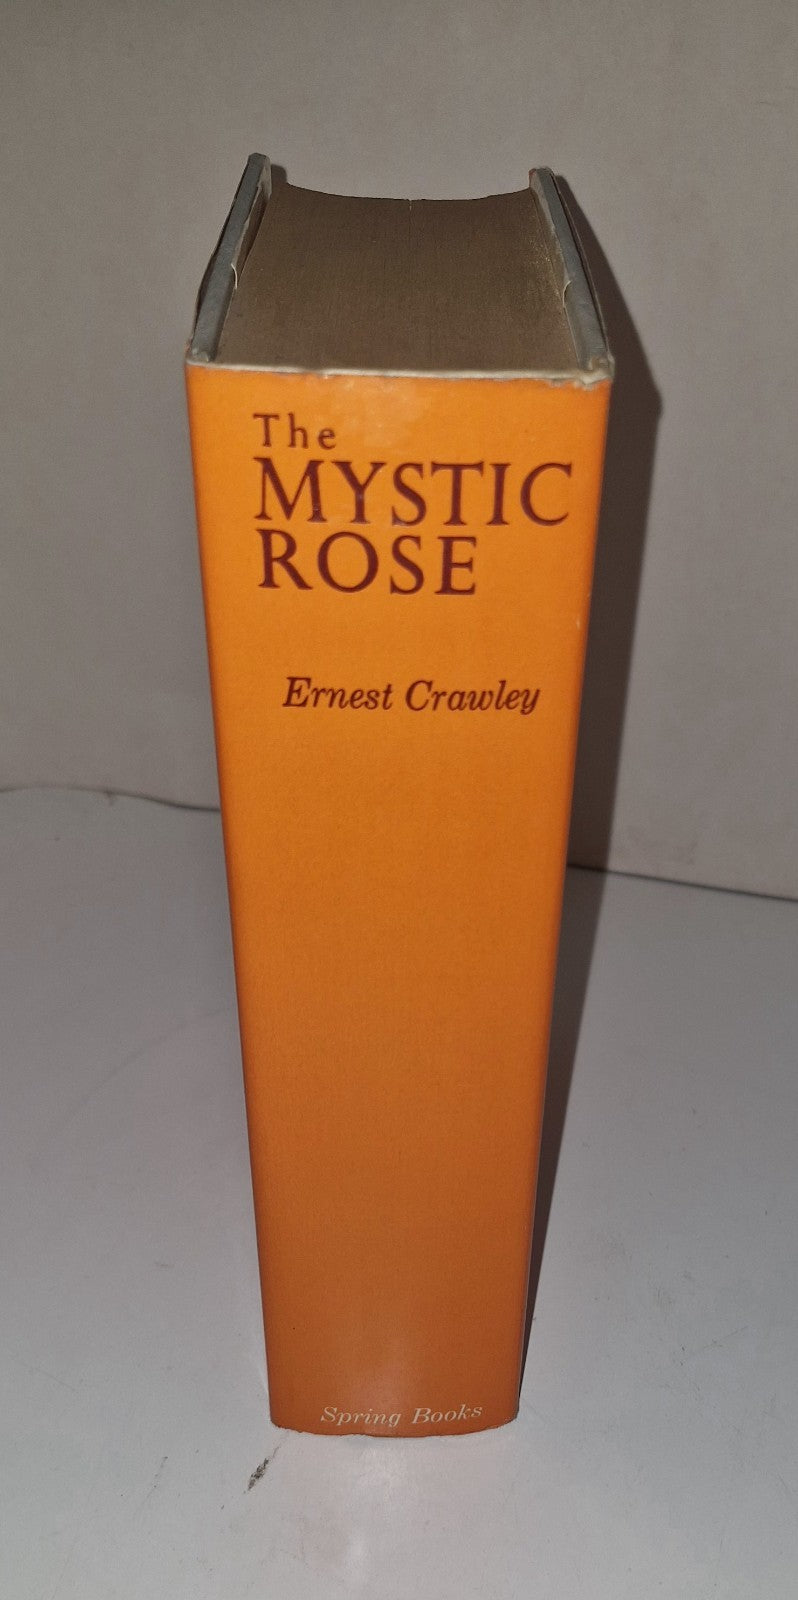 The
MYSTIC
ROSE
Ernest Crawley
Spring Books